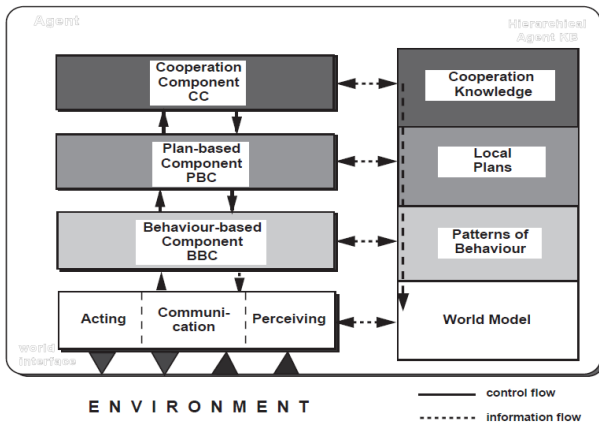 Agent
Hierarchical
Agent KB
Cooperation
Component
CC
Cooperation
Knowledge
Plan-based
Component
PBC
Local
Plans
Behaviour-based
Component
BBC
Patterns of
Behaviour
Acting
Communi-
cation
Perceiving
World Model
world
interface
ENVIRONMENT
control flow
information flow